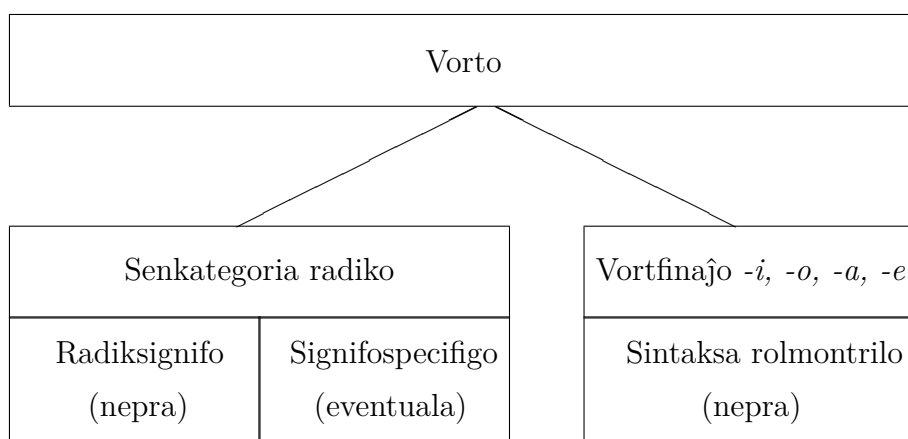 Vorto
Senkategoria radiko
Vortfinaĵo -i, -o, -a, -e
Radiksignifo
(nepra)
Signifospecifigo
(eventuala)
Sintaksa rolmontrilo
(nepra)